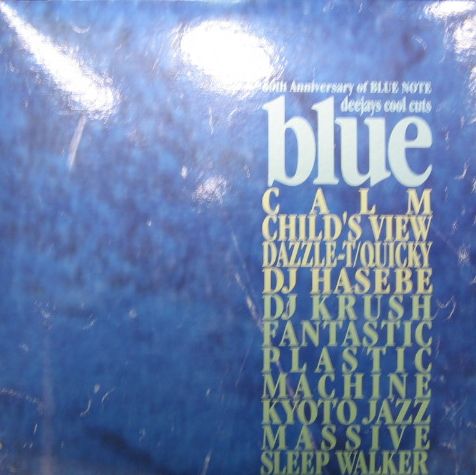 60th Anniversary of BLUE NOTE
deejays cool cuts
blue
CALM
CHILD'S VIEW
DAZZLE-T/QUICKY
DJ HASEBE
DJ KRUSH
FANTASTIC
PLASTIC
MACHINE
KYOTO JAZZ
MASSIVE
SLEEP WALKER